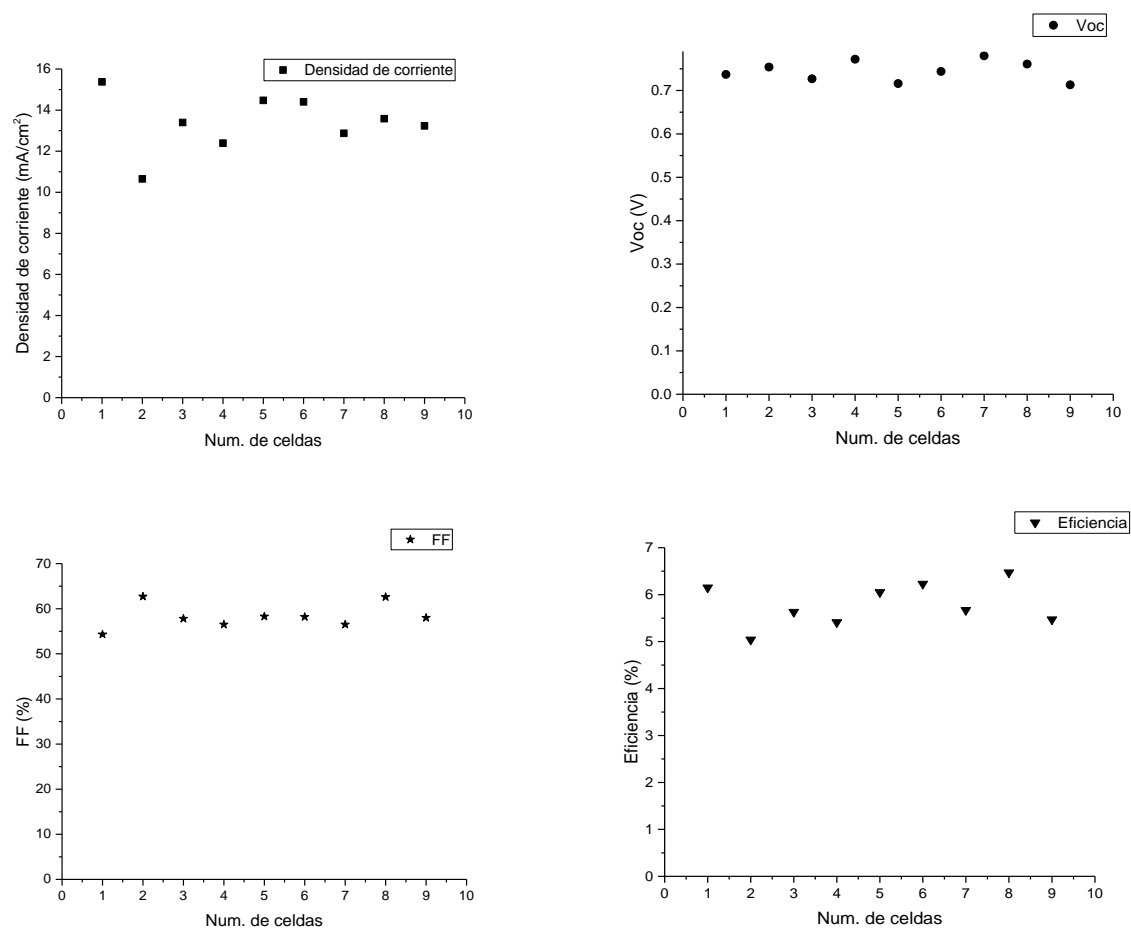 Densidad de corriente
16
14
12
10
8
6
4
2
0
Densidad de corriente (mA/cm²)
0 1 2 3 4 5 6 7 8 9 10
Num. de celdas
Voc
0.7
0.6
0.5
0.4
0.3
0.2
0.1
0.0
Voc (V)
0 1 2 3 4 5 6 7 8 9 10
Num. de celdas
FF
70
60
50
40
30
20
10
0
FF (%)
0 1 2 3 4 5 6 7 8 9 10
Num. de celdas
Eficiencia
7
6
5
4
3
2
1
0
Eficiencia (%)
0 1 2 3 4 5 6 7 8 9 10
Num. de celdas